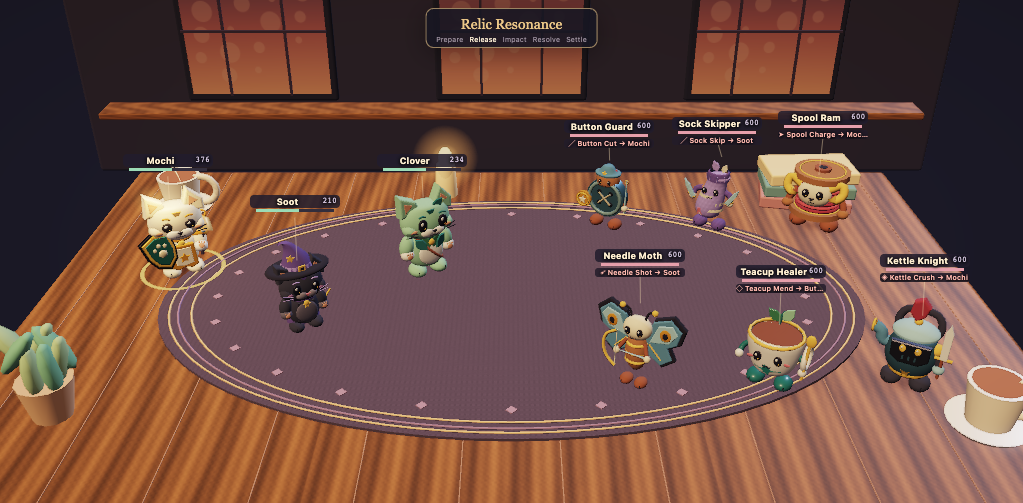 Relic Resonance
Prepare Release Impact Resolve Settle
Mochi 376
Soot 210
Clover 234
Button Guard 600
Button Cut → Mochi
Sock Skipper 600
Sock Skip → Soot
Spool Ram 600
Spool Charge → Moc...
Needle Moth 600
Needle Shot → Soot
Teacup Healer 600
Teacup Mend → But...
Kettle Knight 600
Kettle Crush → Mochi